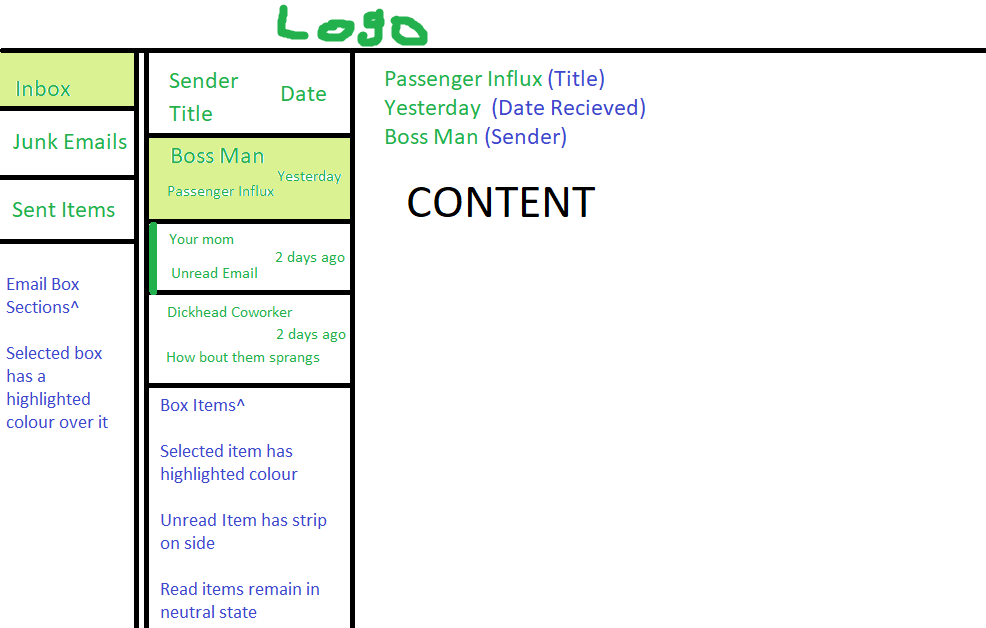 Logo
Inbox
Junk Emails
Sent Items
Email Box
Sections^
Selected box
has a
highlighted
colour over it
Sender
Date
Title
Boss Man
Yesterday
Passenger Influx
Your mom
2 days ago
Unread Email
Dickhead Coworker
2 days ago
How bout them sprangs
Box Items^
Selected item has
highlighted colour
Unread Item has strip
on side
Read items remain in
neutral state
Passenger Influx (Title)
Yesterday (Date Recieved)
Boss Man (Sender)
CONTENT